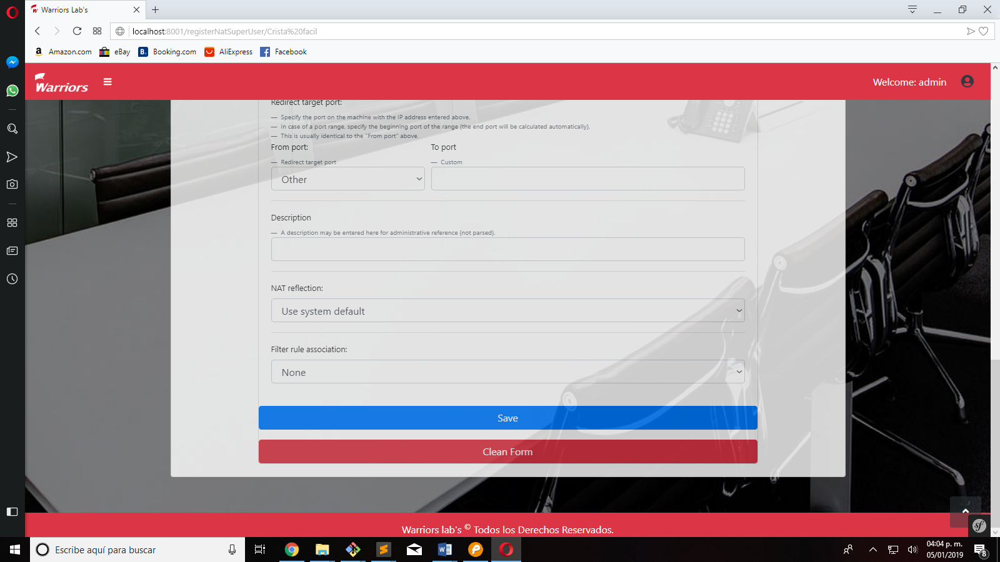 Warriors Lab's
localhost:8001/registerNatSuperUser/Crista%20facil
Amazon.com eBay Booking.com AliExpress Facebook
Warriors
Welcome: admin
Redirect target port:
— Specify the port on the machine with the IP address entered above.
— In case of a port range, specify the beginning port of the range (the end port will be calculated automatically).
— This is usually identical to the "From port" above.
From port: To port
— Redirect target port — Custom
Other
Description
— A description may be entered here for administrative reference (not parsed).
NAT reflection:
Use system default
Filter rule association:
None
Save
Clean Form
Warriors lab's © Todos los Derechos Reservados.
Escribe aquí para buscar
04:04 p. m.
05/01/2019
8